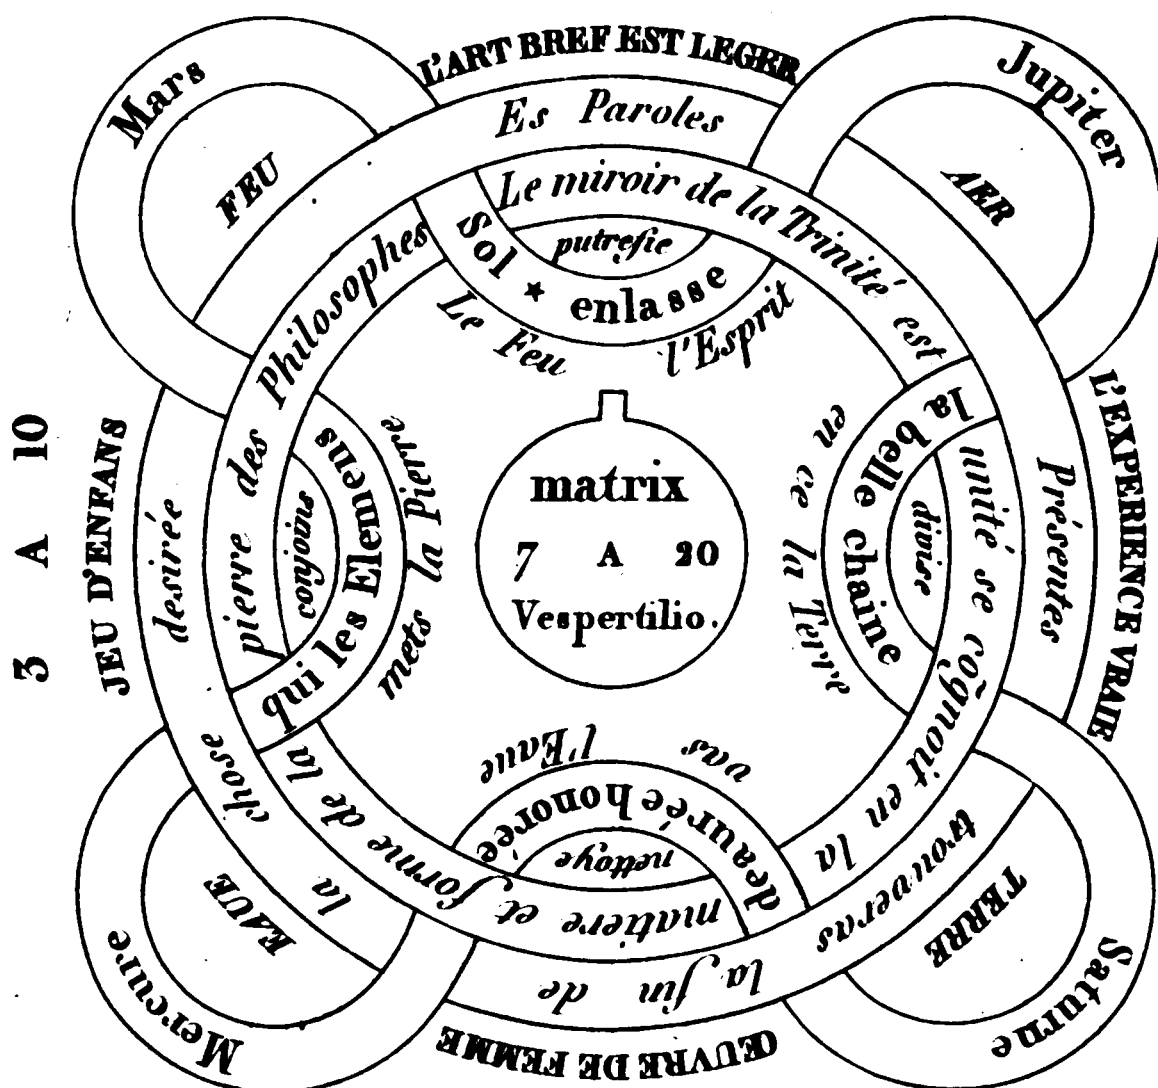 L'ART BREF EST LEGER
L'EXPERIENCE VRAIE
ŒUVRE DE FEMME
JEU D'ENFANS
3 A 10
Mars
FEU
Jupiter
AER
Saturne
TERRE
Mercure
EAUE
Es Paroles Présentes trouveras la fin de la chose desirée
Le miroir de la Trinité est unité se cõgnoit en la matiere et forme de la pierre des Philosophes
Sol * enlasse
la belle chaine
deaurée honorée
qui les Elemens
putrefie
divise
nettoye
conjoins
Le Feu l'Esprit
en ce la Terre
vas l'Eaue
mets la Pierre
matrix
7 A 20
Vespertilio.